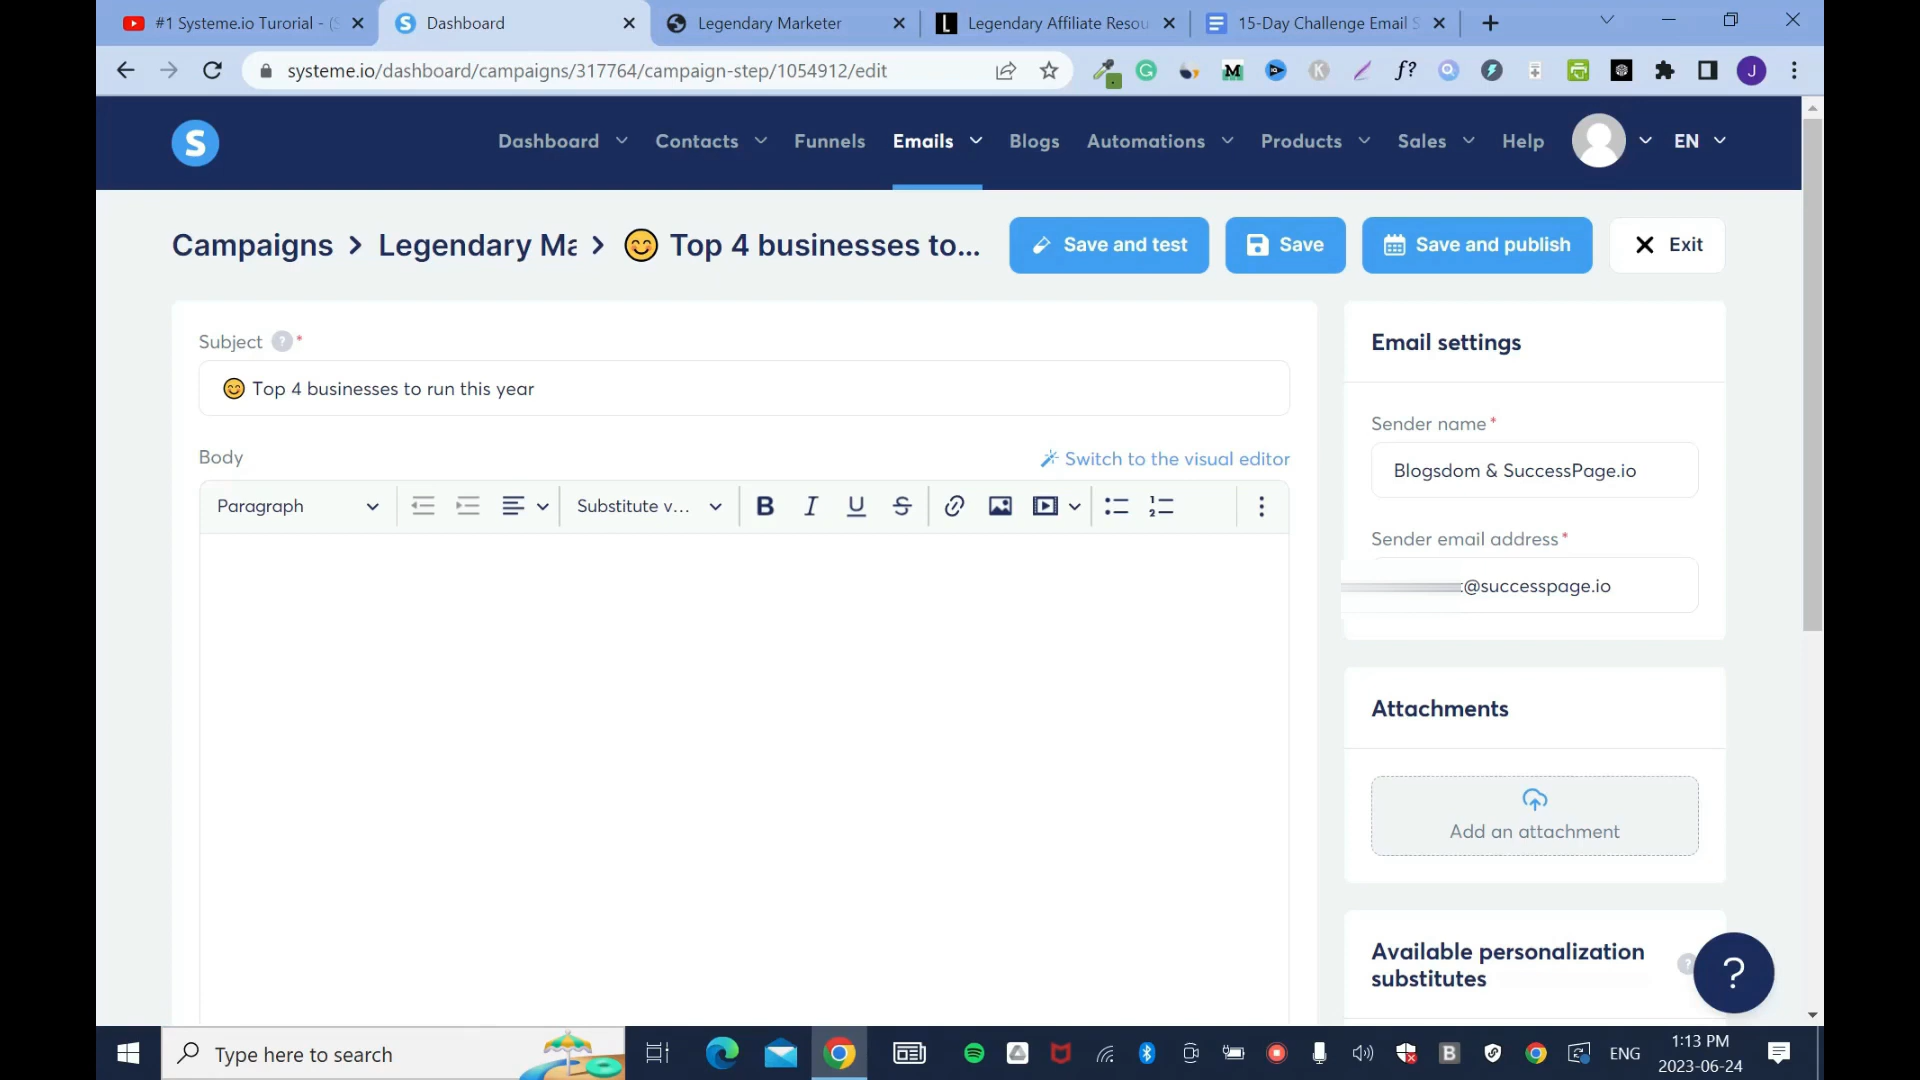 #1 Systeme.io Turorial - (
Dashboard
Legendary Marketer
Legendary Affiliate Resou
15-Day Challenge Email S
systeme.io/dashboard/campaigns/317764/campaign-step/1054912/edit
Dashboard
Contacts
Funnels
Emails
Blogs
Automations
Products
Sales
Help
EN
Campaigns > Legendary Ma > 😊 Top 4 businesses to...
Save and test
Save
Save and publish
Exit
Subject ? *
😊 Top 4 businesses to run this year
Body
Switch to the visual editor
Paragraph
Substitute v...
B I U S
Email settings
Sender name *
Blogsdom & SuccessPage.io
Sender email address *
@successpage.io
Attachments
Add an attachment
Available personalization
substitutes
?
?
Type here to search
ENG
1:13 PM
2023-06-24